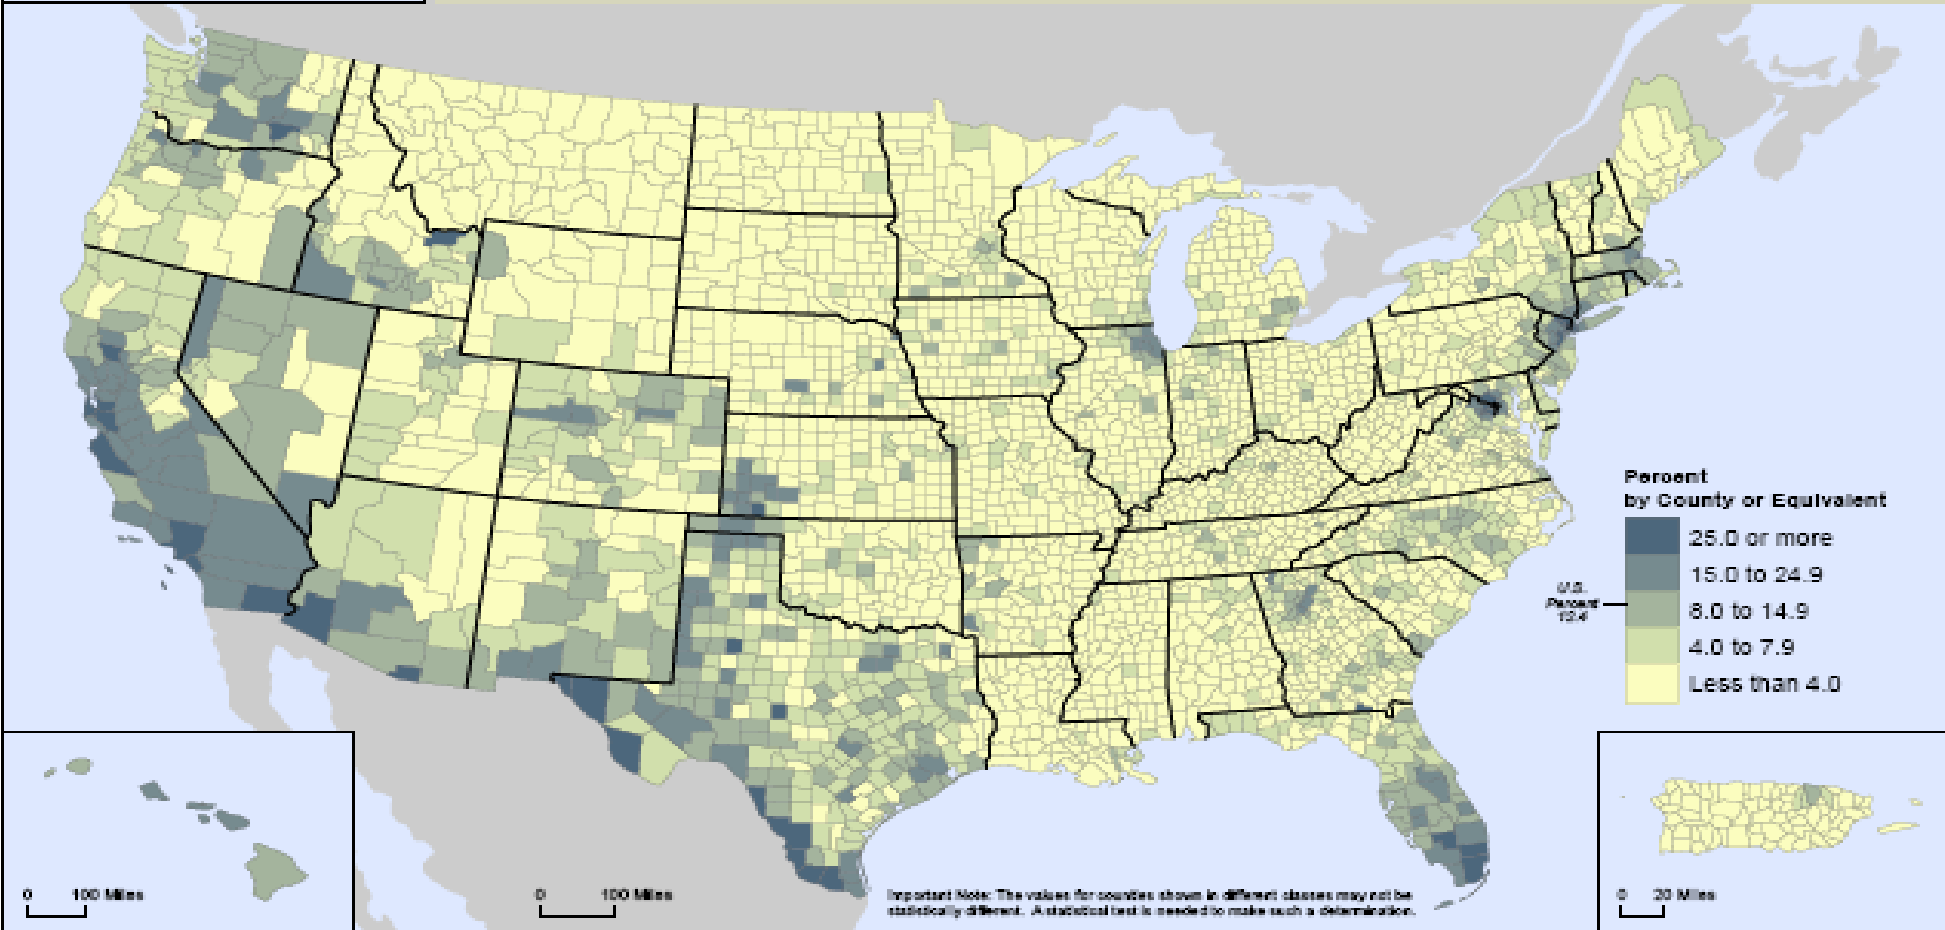 Percent
by County or Equivalent
25.0 or more
15.0 to 24.9
8.0 to 14.9
4.0 to 7.9
Less than 4.0
U.S.
Percent
0 100 Miles
0 100 Miles
Important Note: The values for counties shown in different classes may not be
statistically different. A statistical test is needed to make such a determination.
0 20 Miles